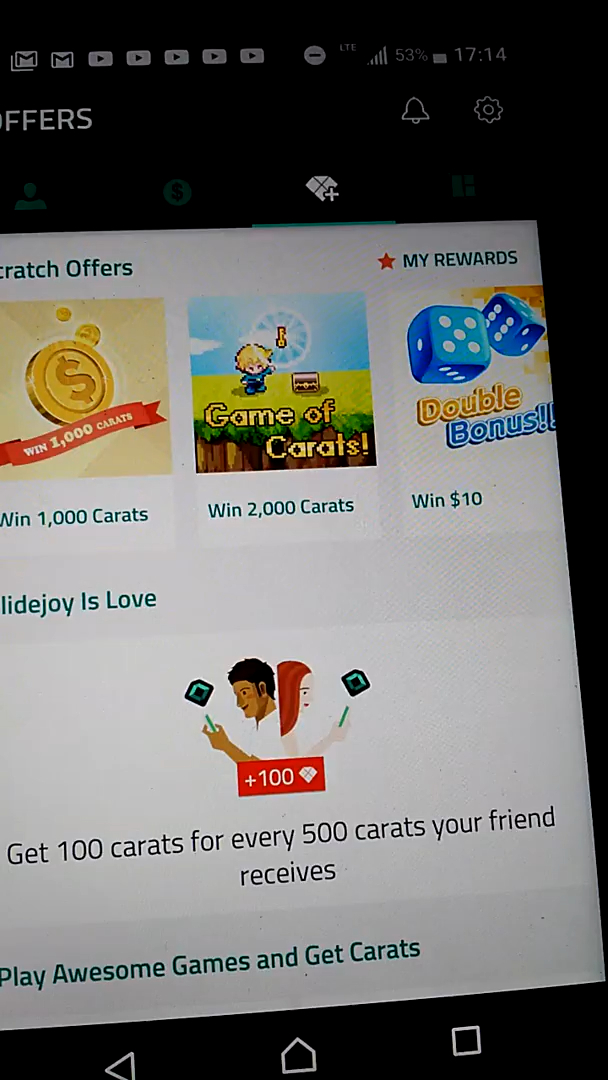 LTE 53% 17:14
OFFERS
cratch Offers
MY REWARDS
WIN 1,000 CARATS
Game of
Carats!
Double
Bonus!!
Win 1,000 Carats
Win 2,000 Carats
Win $10
lidejoy Is Love
+100
Get 100 carats for every 500 carats your friend
receives
Play Awesome Games and Get Carats